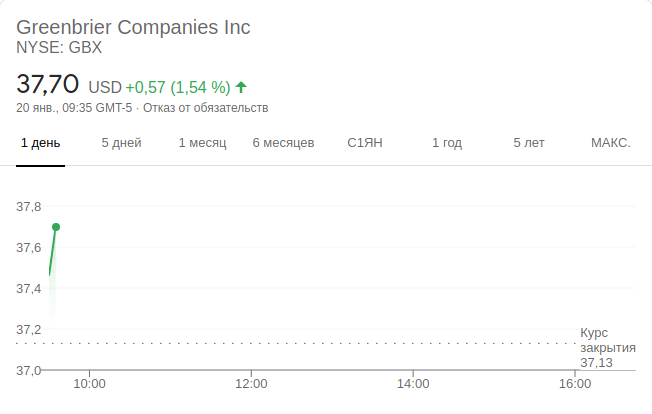 Greenbrier Companies Inc
NYSE: GBX
37,70 USD +0,57 (1,54 %)
20 янв., 09:35 GMT-5 · Отказ от обязательств
1 день 5 дней 1 месяц 6 месяцев С1ЯН 1 год 5 лет МАКС.
37,8
37,6
37,4
37,2
Курс
закрытия
37,13
37,0
10:00 12:00 14:00 16:00